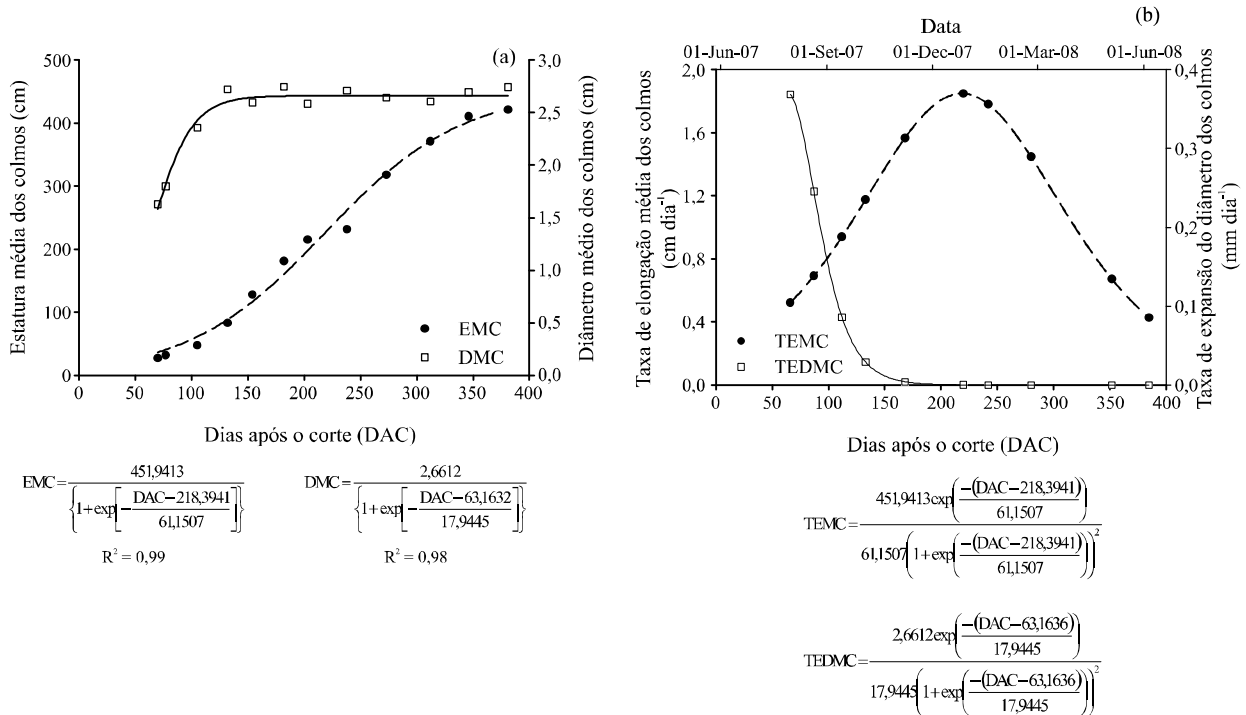 (a)
Estatura média dos colmos (cm)
500
450
400
300
200
100
0
3,0
2,5
2,0
1,5
1,0
0,5
0,0
Diâmetro médio dos colmos (cm)
EMC
DMC
0 50 100 150 200 250 300 350 400
Dias após o corte (DAC)
EMC= 451,9413 / {1+exp[-DAC-218,3941 / 61,1507]}
R² = 0,99
DMC= 2,6612 / {1+exp[-DAC-63,1632 / 17,9445]}
R² = 0,98
(b)
Data
01-Jun-07 01-Set-07 01-Dec-07 01-Mar-08 01-Jun-08
Taxa de elongação média dos colmos
(cm dia⁻¹)
2,0
1,6
1,2
0,8
0,4
0,0
0,4
0,3
0,2
0,1
0,0
Taxa de expansão do diâmetro dos colmos
(mm dia⁻¹)
TEMC
TEDMC
0 50 100 150 200 250 300 350 400
Dias após o corte (DAC)
TEMC= 451,9413exp(-(DAC-218,3941) / 61,1507) / 61,1507(1+exp(-(DAC-218,3941) / 61,1507))²
TEDMC= 2,6612exp(-(DAC-63,1636) / 17,9445) / 17,9445(1+exp(-(DAC-63,1636) / 17,9445))²